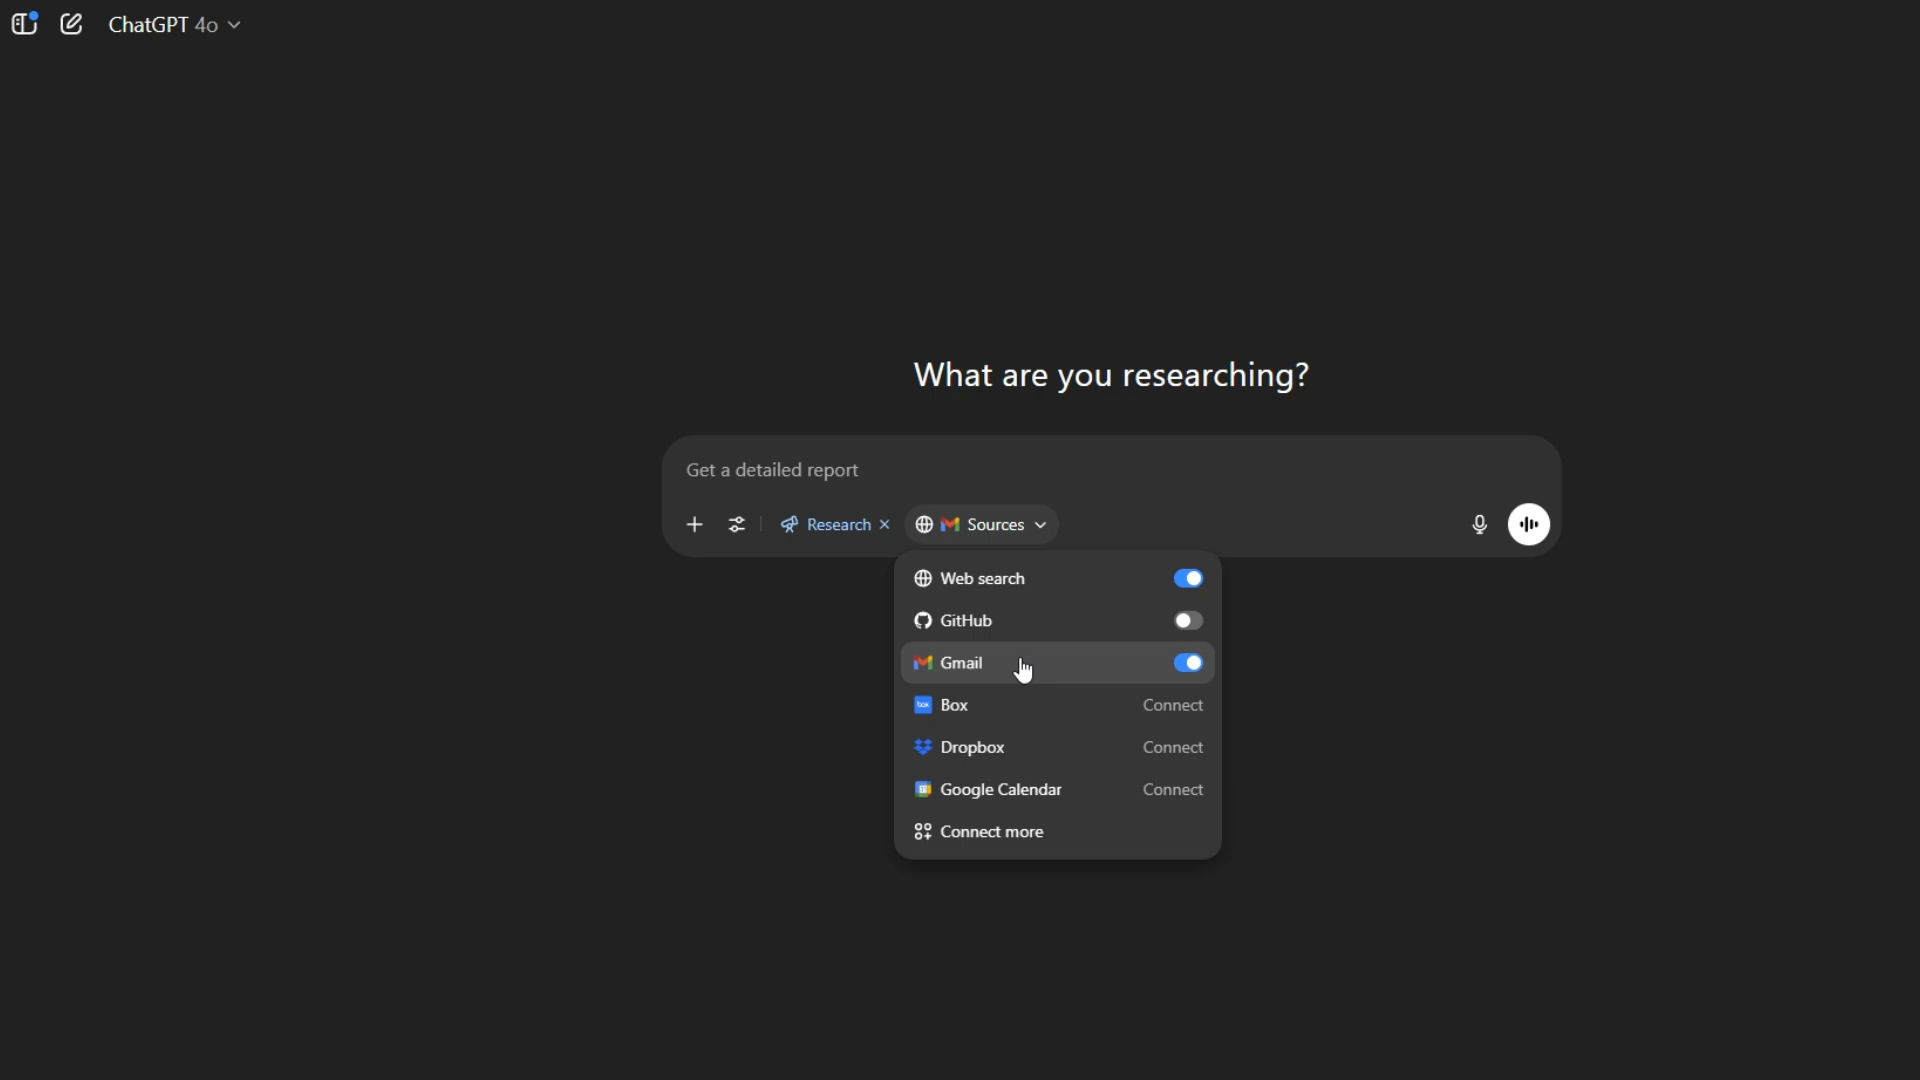 ChatGPT 4o
What are you researching?
Get a detailed report
Research
Sources
Web search
GitHub
Gmail
box Box Connect
Dropbox Connect
Google Calendar Connect
Connect more